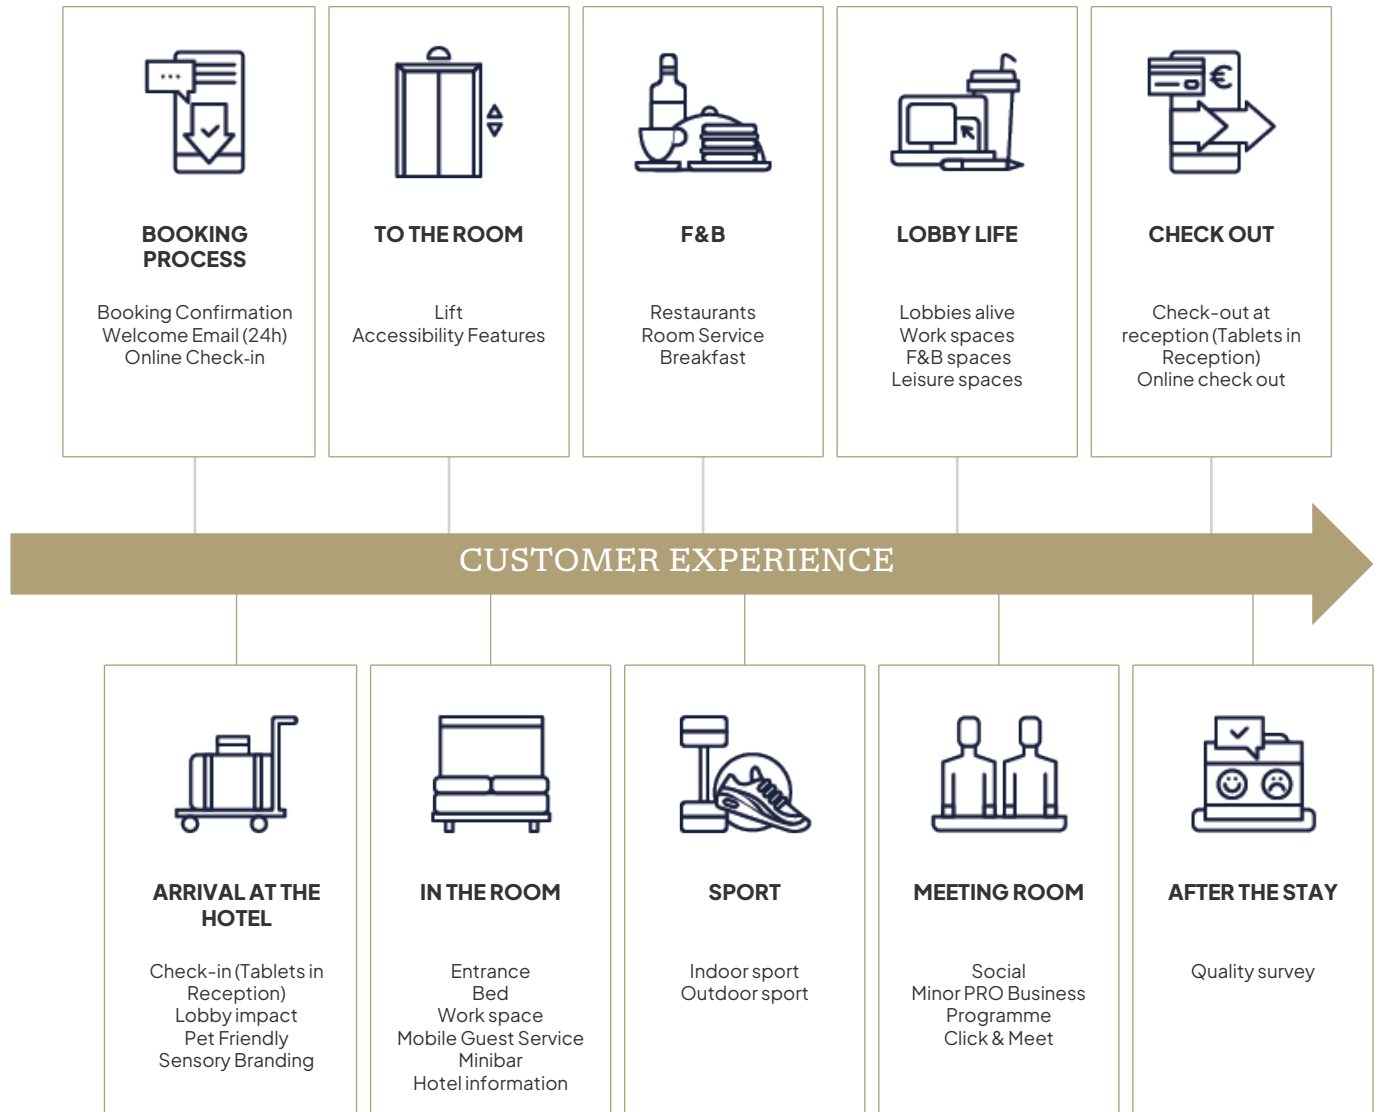 BOOKING
PROCESS
Booking Confirmation
Welcome Email (24h)
Online Check-in
TO THE ROOM
Lift
Accessibility Features
F&B
Restaurants
Room Service
Breakfast
LOBBY LIFE
Lobbies alive
Work spaces
F&B spaces
Leisure spaces
CHECK OUT
€
Check-out at
reception (Tablets in
Reception)
Online check out
CUSTOMER EXPERIENCE
ARRIVAL AT THE
HOTEL
Check-in (Tablets in
Reception)
Lobby impact
Pet Friendly
Sensory Branding
IN THE ROOM
Entrance
Bed
Work space
Mobile Guest Service
Minibar
Hotel information
SPORT
Indoor sport
Outdoor sport
MEETING ROOM
Social
Minor PRO Business
Programme
Click & Meet
AFTER THE STAY
Quality survey